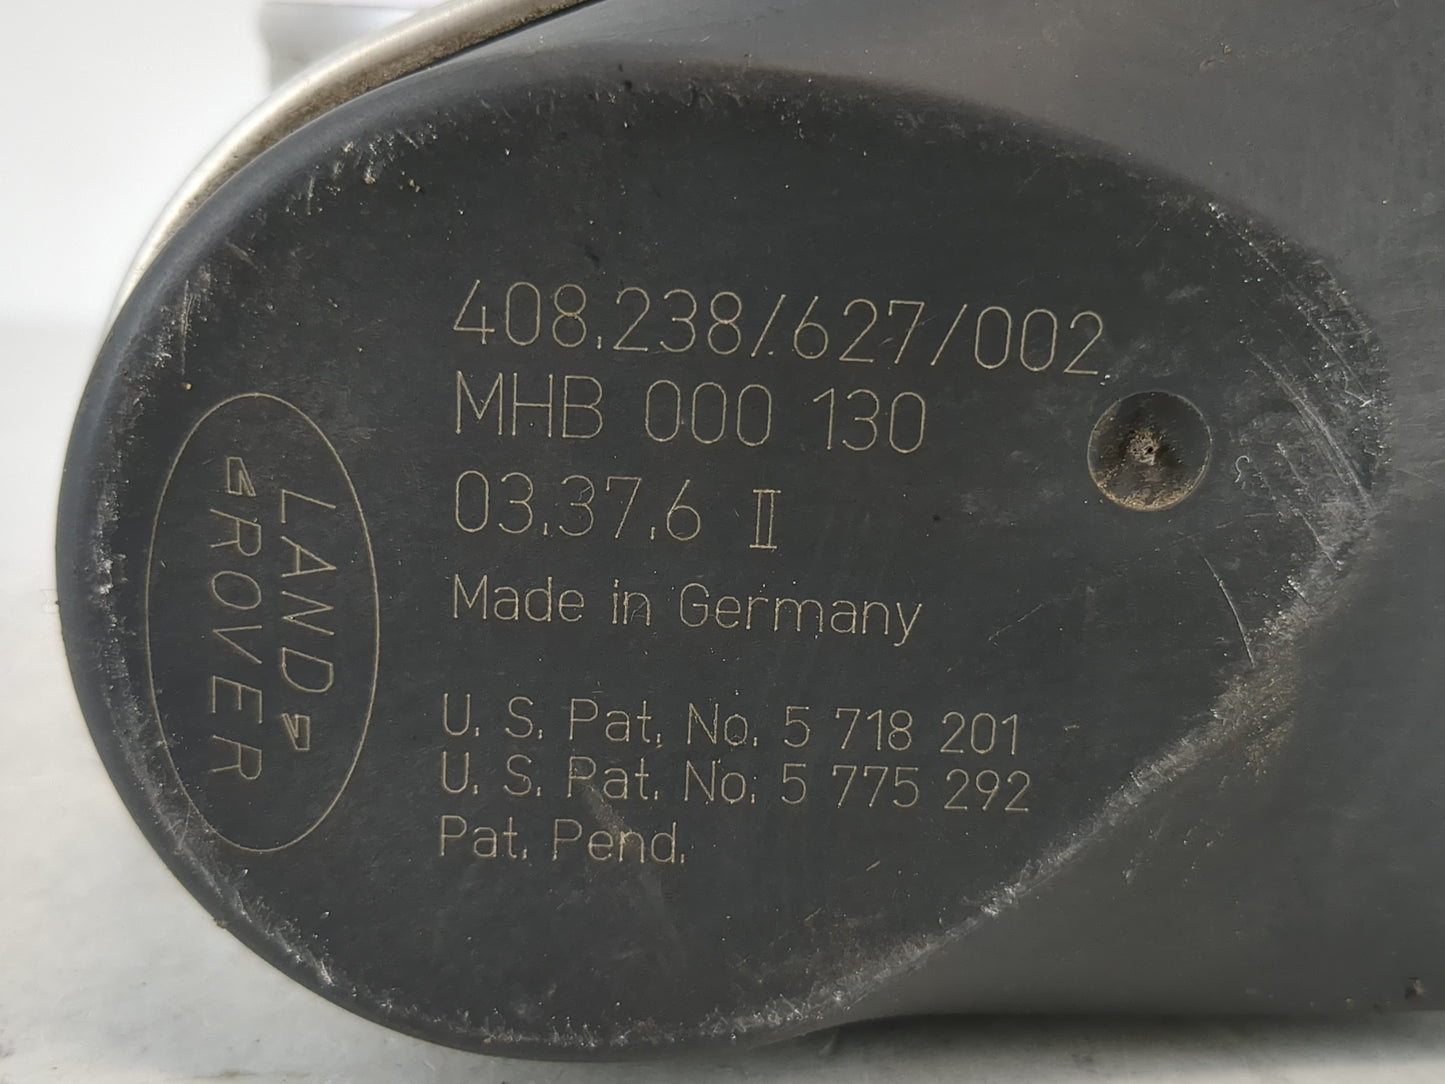 408.238/627/002
MHB 000 130
03.37.6 II
Made in Germany
U. S. Pat. No. 5 718 201
U. S. Pat. No. 5 775 292
Pat. Pend.
LAND
ROVER